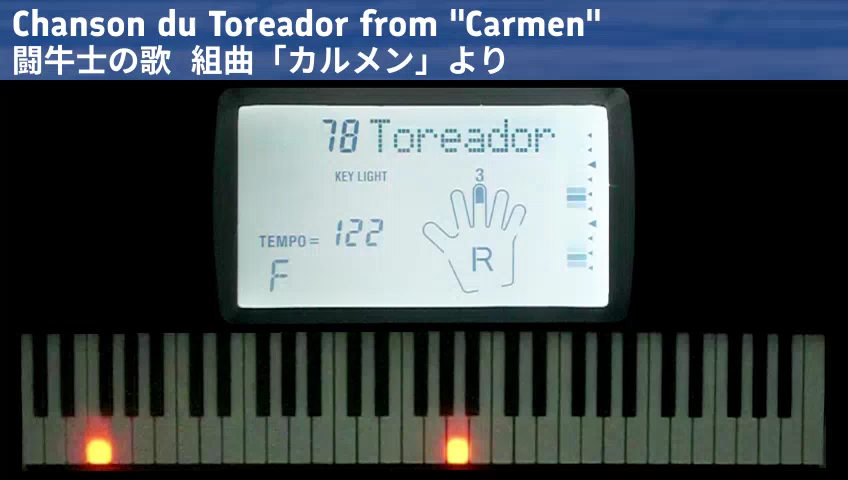 Chanson du Toreador from "Carmen"
闘牛士の歌 組曲「カルメン」より
78 Toreador
KEY LIGHT
3
TEMPO= 122
R
F